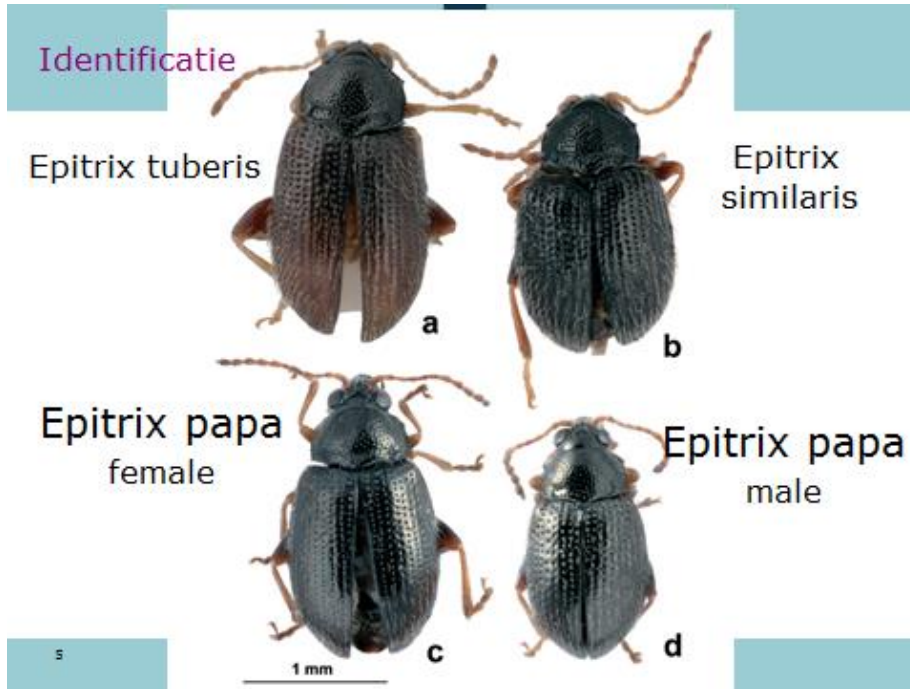 Identificatie
Epitrix tuberis
Epitrix
similaris
a
b
Epitrix papa
female
Epitrix papa
male
c
d
5
1 mm